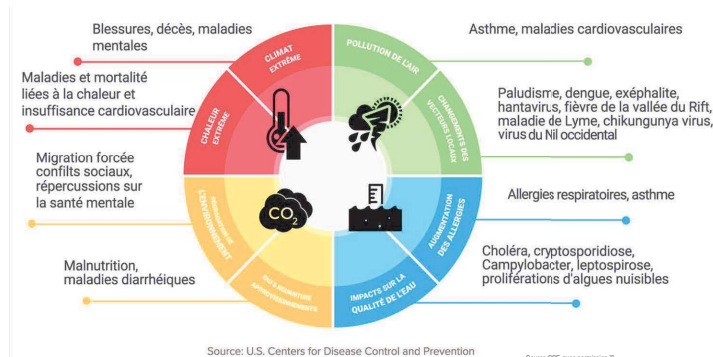 Blessures, décès, maladies
mentales
Maladies et mortalité
liées à la chaleur et
insuffisance cardiovasculaire
Migration forcée
confilts sociaux,
répercussions sur
la santé mentale
Malnutrition,
maladies diarrhéiques
CLIMAT
EXTRÊME
CHALEUR
EXTRÊME
POLLUTION DE L'AIR
CHANGEMENTS DES
VECTEURS LOCAUX
AUGMENTATION
DES ALLERGIES
IMPACTS SUR LA
QUALITÉ DE L'EAU
CO2
Asthme, maladies cardiovasculaires
Paludisme, dengue, exéphalite,
hantavirus, fièvre de la vallée du Rift,
maladie de Lyme, chikungunya virus,
virus du Nil occidental
Allergies respiratoires, asthme
Choléra, cryptosporidiose,
Campylobacter, leptospirose,
proliférations d'algues nuisibles
Source: U.S. Centers for Disease Control and Prevention